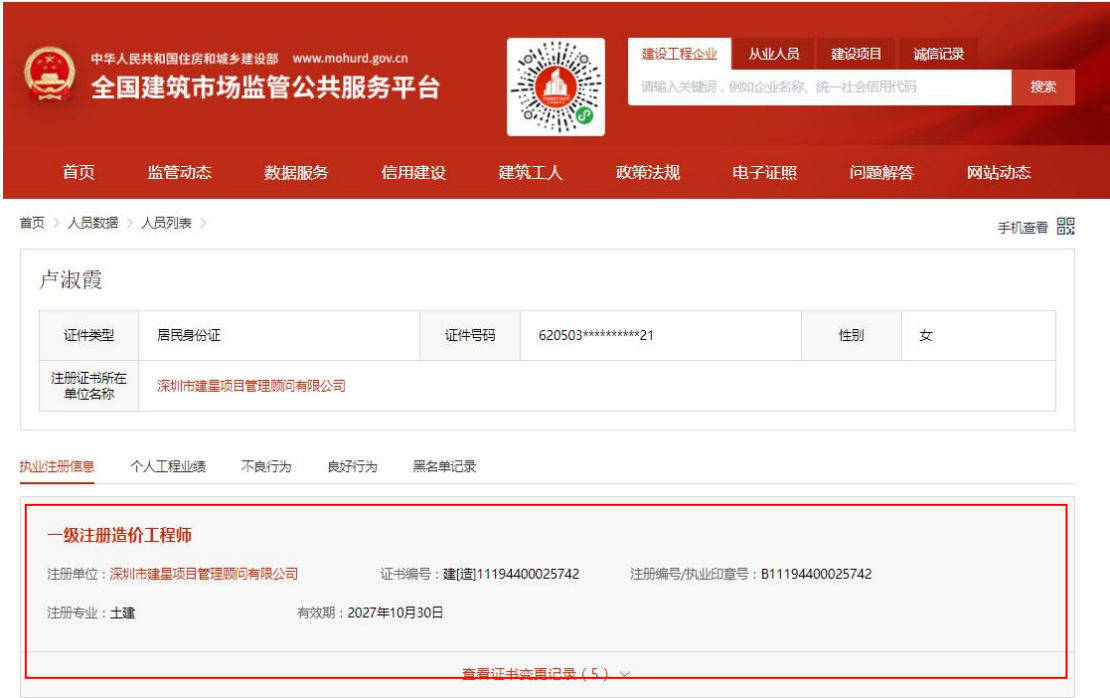 中华人民共和国住房和城乡建设部 www.mohurd.gov.cn
全国建筑市场监管公共服务平台
建设工程企业 从业人员 建设项目 诚信记录
请输入关键词，例如企业名称、统一社会信用代码 搜索
首页 监管动态 数据服务 信用建设 建筑工人 政策法规 电子证照 问题解答 网站动态
首页 > 人员数据 > 人员列表 >
手机查看
卢淑霞
证件类型 居民身份证 证件号码 620503**********21 性别 女
注册证书所在
单位名称 深圳市建星项目管理顾问有限公司
执业注册信息 个人工程业绩 不良行为 良好行为 黑名单记录
一级注册造价工程师
注册单位：深圳市建星项目管理顾问有限公司 证书编号：建[造]11194400025742 注册编号/执业印章号：B11194400025742
注册专业：土建 有效期：2027年10月30日
查看证书变更记录（5）